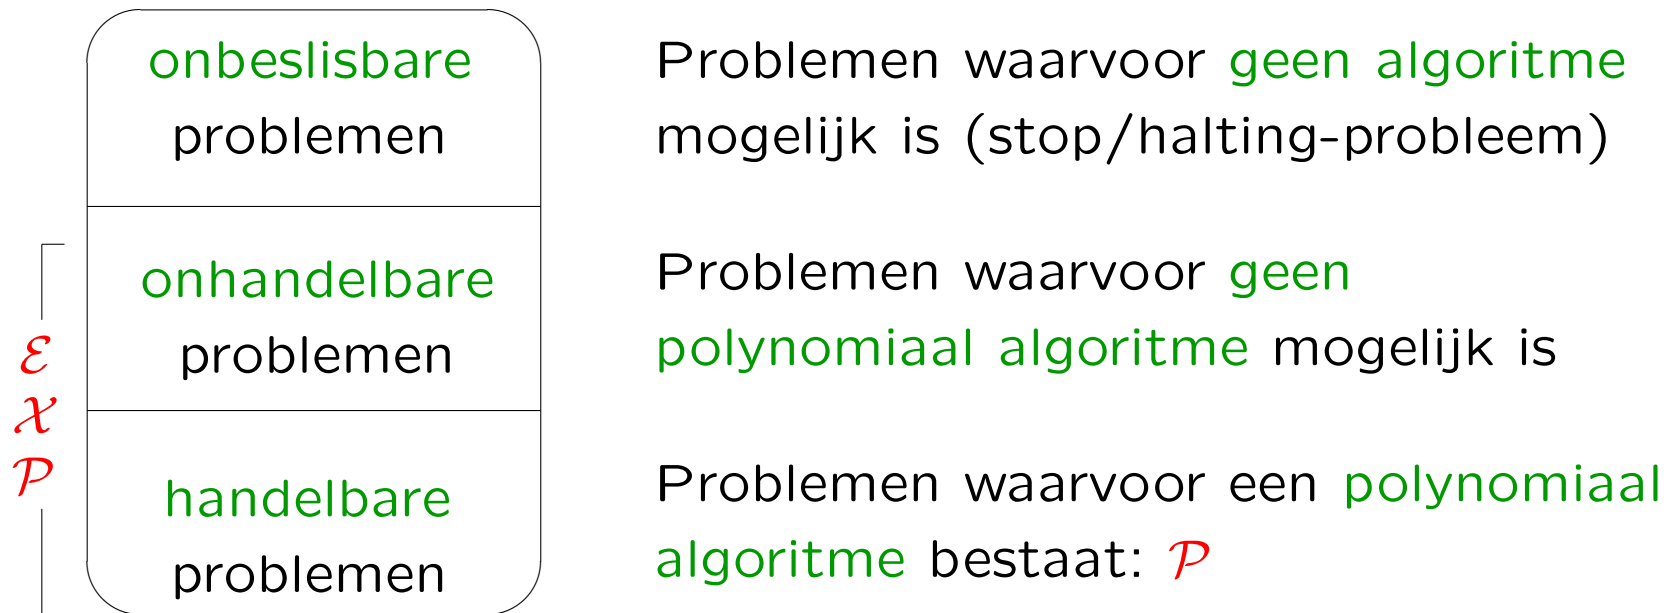 onbeslisbare
problemen
Problemen waarvoor geen algoritme
mogelijk is (stop/halting-probleem)
onhandelbare
problemen
Problemen waarvoor geen
polynomiaal algoritme mogelijk is
E
X
P
handelbare
problemen
Problemen waarvoor een polynomiaal
algoritme bestaat: P